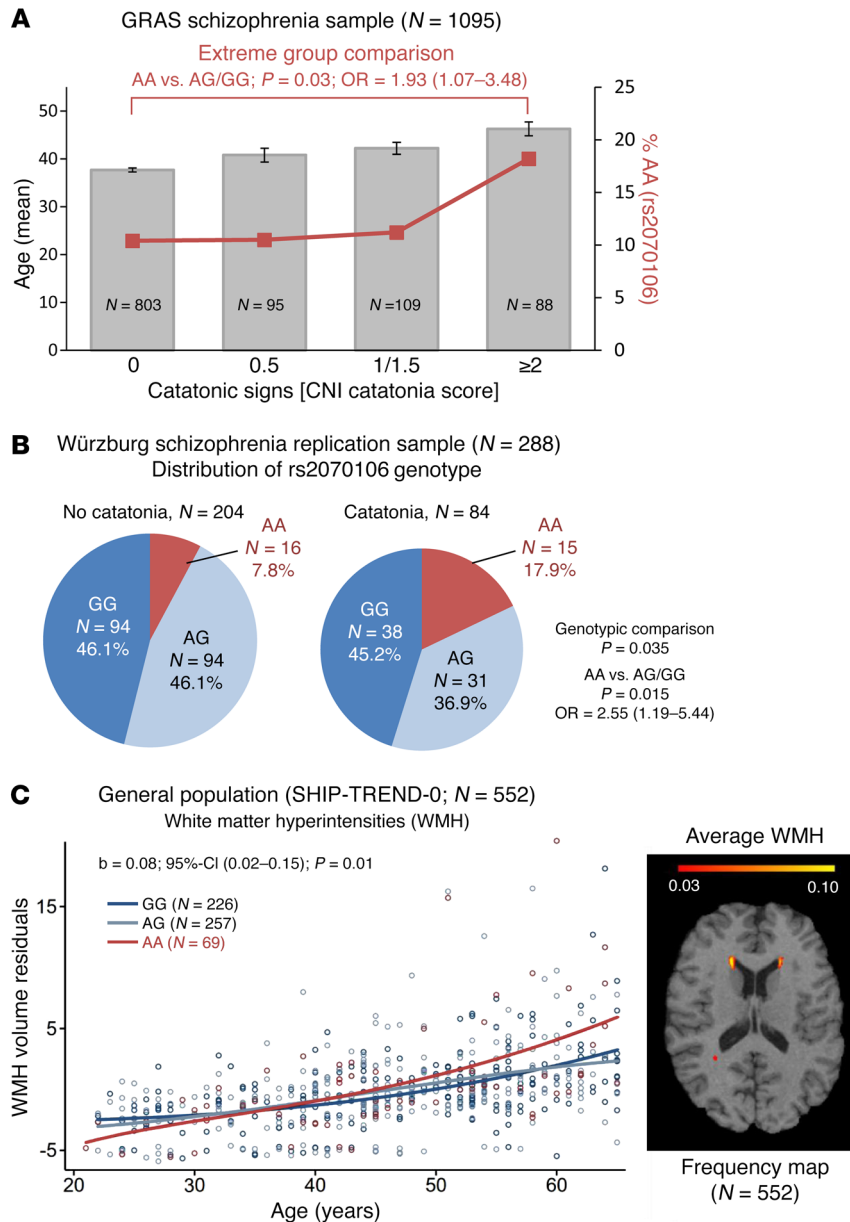 A
GRAS schizophrenia sample (N = 1095)
Extreme group comparison
AA vs. AG/GG; P = 0.03; OR = 1.93 (1.07–3.48)
Age (mean)
50
40
30
20
10
0
25
20
15
10
5
0
% AA (rs2070106)
N = 803
N = 95
N =109
N = 88
0
0.5
1/1.5
≥2
Catatonic signs [CNI catatonia score]
B
Würzburg schizophrenia replication sample (N = 288)
Distribution of rs2070106 genotype
No catatonia, N = 204
AA
N = 16
7.8%
GG
N = 94
46.1%
AG
N = 94
46.1%
Catatonia, N = 84
AA
N = 15
17.9%
GG
N = 38
45.2%
AG
N = 31
36.9%
Genotypic comparison
P = 0.035
AA vs. AG/GG
P = 0.015
OR = 2.55 (1.19–5.44)
C
General population (SHIP-TREND-0; N = 552)
White matter hyperintensities (WMH)
b = 0.08; 95%-CI (0.02–0.15); P = 0.01
GG (N = 226)
AG (N = 257)
AA (N = 69)
WMH volume residuals
15
5
-5
20
30
40
50
60
Age (years)
Average WMH
0.03
0.10
Frequency map
(N = 552)